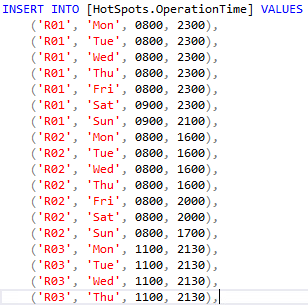 INSERT INTO [HotSpots.OperationTime] VALUES
('R01', 'Mon', 0800, 2300),
('R01', 'Tue', 0800, 2300),
('R01', 'Wed', 0800, 2300),
('R01', 'Thu', 0800, 2300),
('R01', 'Fri', 0800, 2300),
('R01', 'Sat', 0900, 2300),
('R01', 'Sun', 0900, 2100),
('R02', 'Mon', 0800, 1600),
('R02', 'Tue', 0800, 1600),
('R02', 'Wed', 0800, 1600),
('R02', 'Thu', 0800, 1600),
('R02', 'Fri', 0800, 2000),
('R02', 'Sat', 0800, 2000),
('R02', 'Sun', 0800, 1700),
('R03', 'Mon', 1100, 2130),
('R03', 'Tue', 1100, 2130),
('R03', 'Wed', 1100, 2130),
('R03', 'Thu', 1100, 2130),